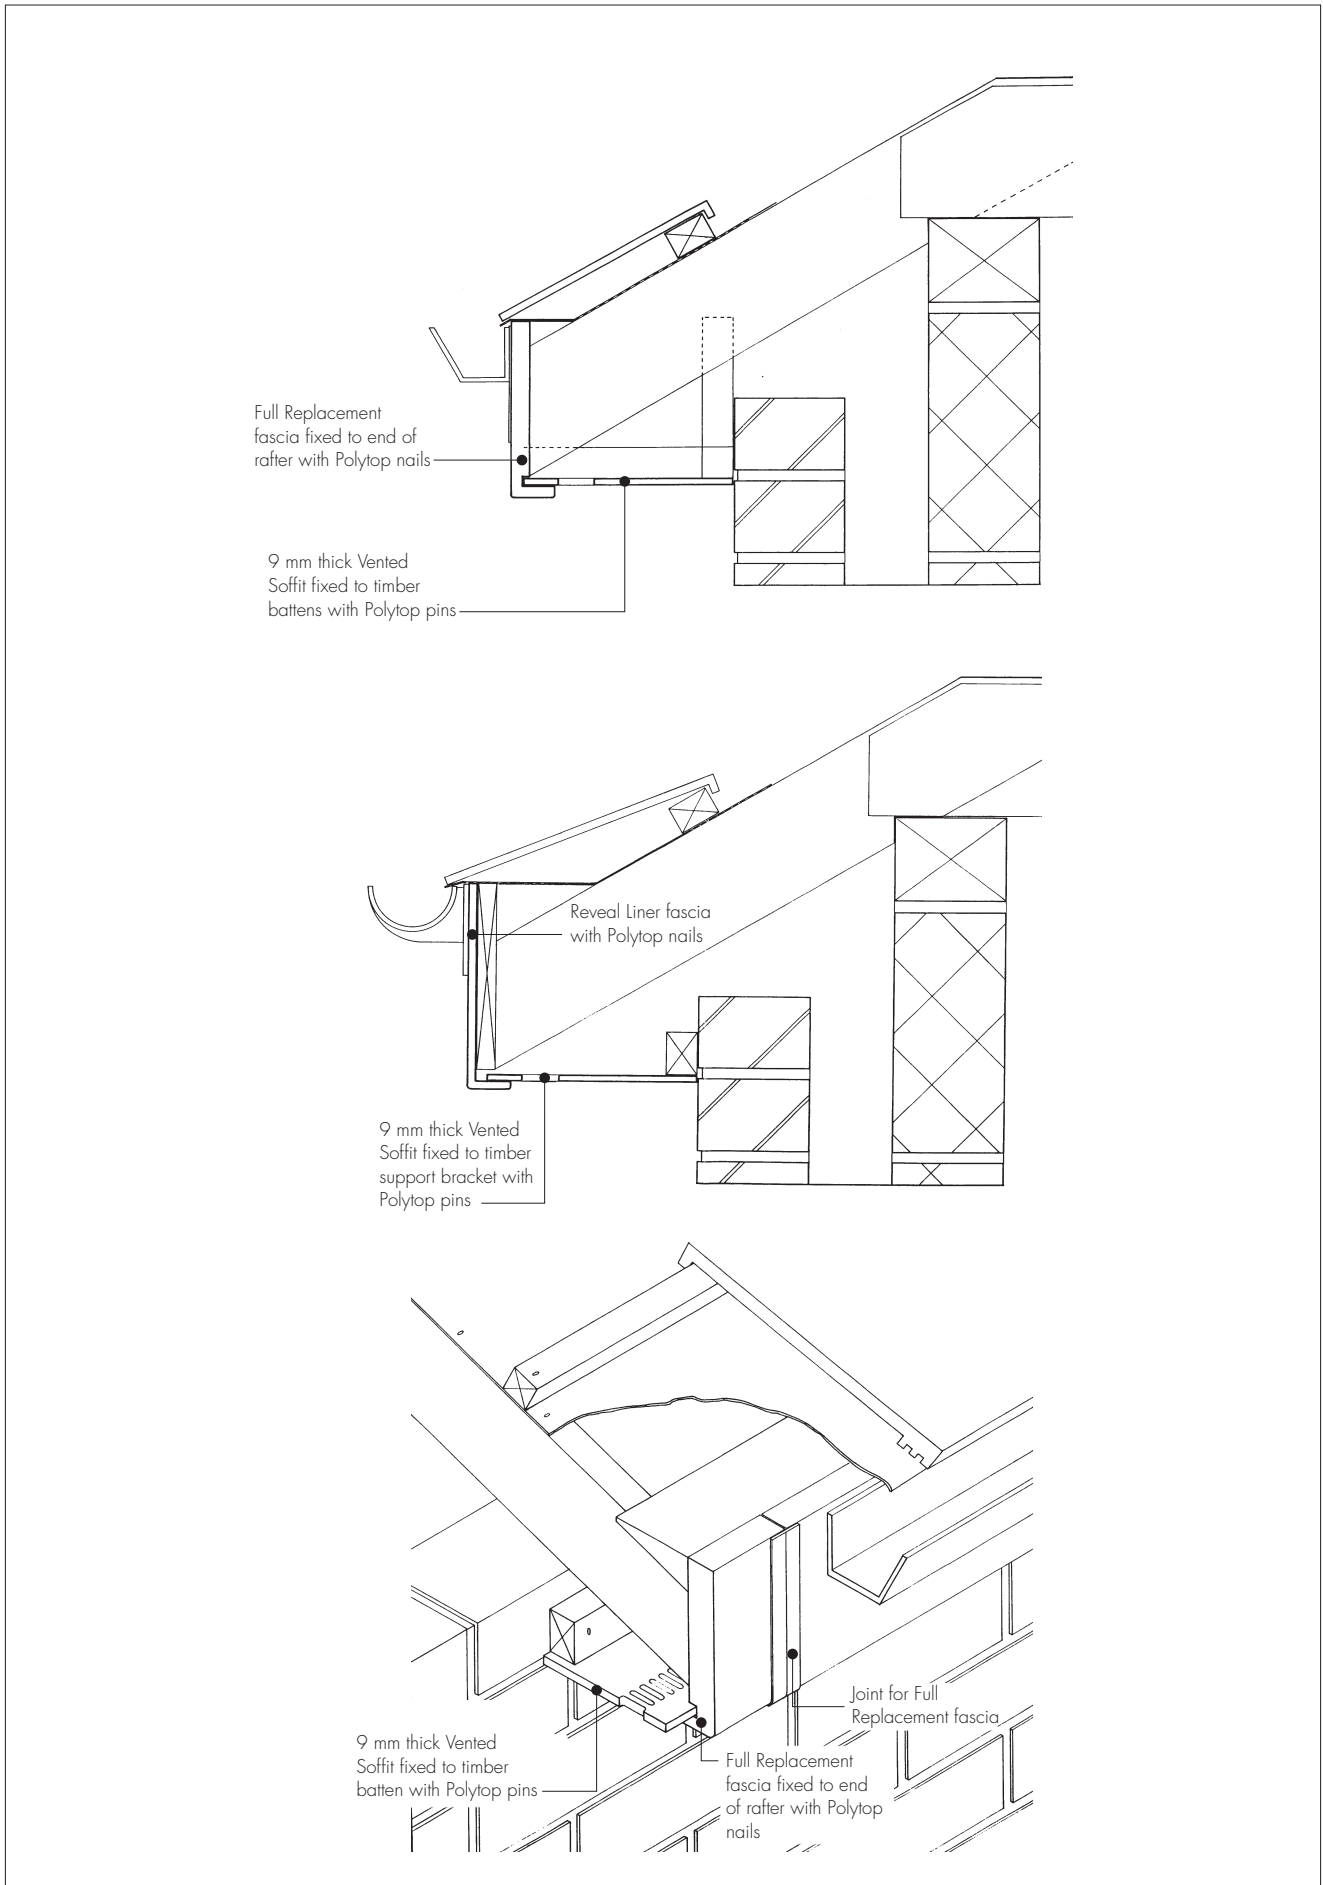 Full Replacement
fascia fixed to end of
rafter with Polytop nails
9 mm thick Vented
Soffit fixed to timber
battens with Polytop pins
Reveal Liner fascia
with Polytop nails
9 mm thick Vented
Soffit fixed to timber
support bracket with
Polytop pins
Joint for Full
Replacement fascia
9 mm thick Vented
Soffit fixed to timber
batten with Polytop pins
Full Replacement
fascia fixed to end
of rafter with Polytop
nails